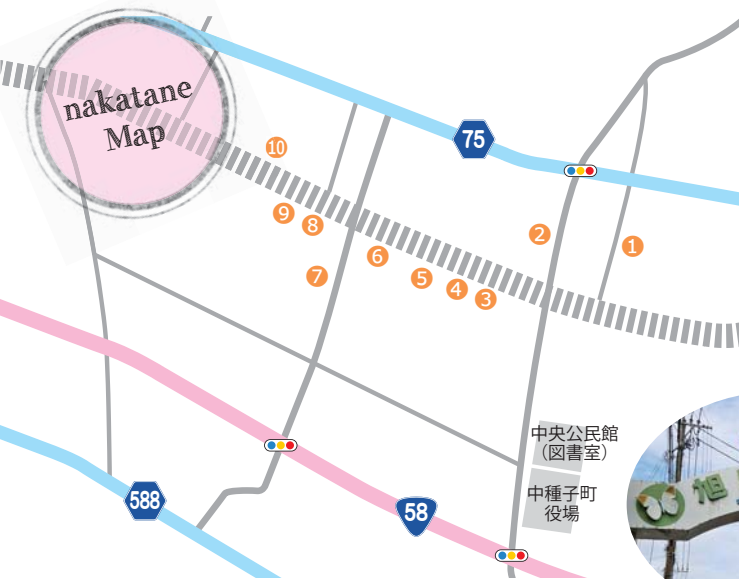 nakatane
Map
75
⑩
⑨
⑧
②
①
⑥
⑦
⑤
④
③
中央公民館
（図書室）
中種子町
役場
588
58
旭